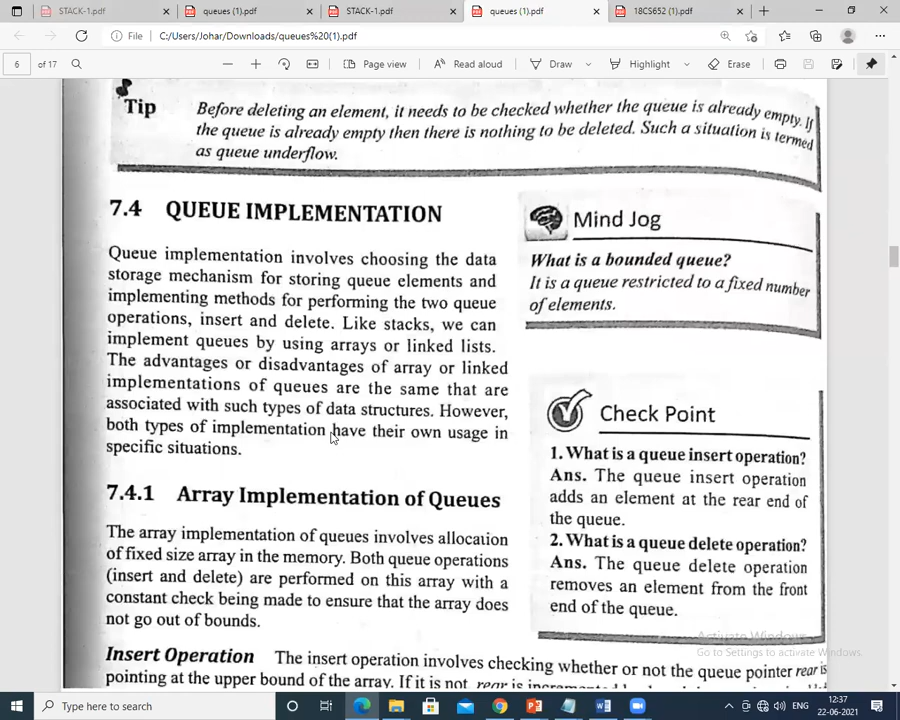 STACK-1.pdf
queues (1).pdf
STACK-1.pdf
queues (1).pdf
18CS652 (1).pdf
File
C:/Users/Johar/Downloads/queues%20(1).pdf
6 of 17
Page view
Read aloud
Draw
Highlight
Erase
Tip
Before deleting an element, it needs to be checked whether the queue is already empty. If
the queue is already empty then there is nothing to be deleted. Such a situation is termed
as queue underflow.
7.4 QUEUE IMPLEMENTATION
Queue implementation involves choosing the data
storage mechanism for storing queue elements and
implementing methods for performing the two queue
operations, insert and delete. Like stacks, we can
implement queues by using arrays or linked lists.
The advantages or disadvantages of array or linked
implementations of queues are the same that are
associated with such types of data structures. However,
both types of implementation have their own usage in
specific situations.
Mind Jog
What is a bounded queue?
It is a queue restricted to a fixed number
of elements.
Check Point
1. What is a queue insert operation?
Ans. The queue insert operation
adds an element at the rear end of
the queue.
2. What is a queue delete operation?
Ans. The queue delete operation
removes an element from the front
end of the queue.
7.4.1 Array Implementation of Queues
The array implementation of queues involves allocation
of fixed size array in the memory. Both queue operations
(insert and delete) are performed on this array with a
constant check being made to ensure that the array does
not go out of bounds.
Insert Operation The insert operation involves checking whether or not the queue pointer rear is
pointing at the upper bound of the array. If it is not, rear is
Activate Windows
Go to Settings to activate Windows.
Type here to search
ENG
12:37
22-06-2021